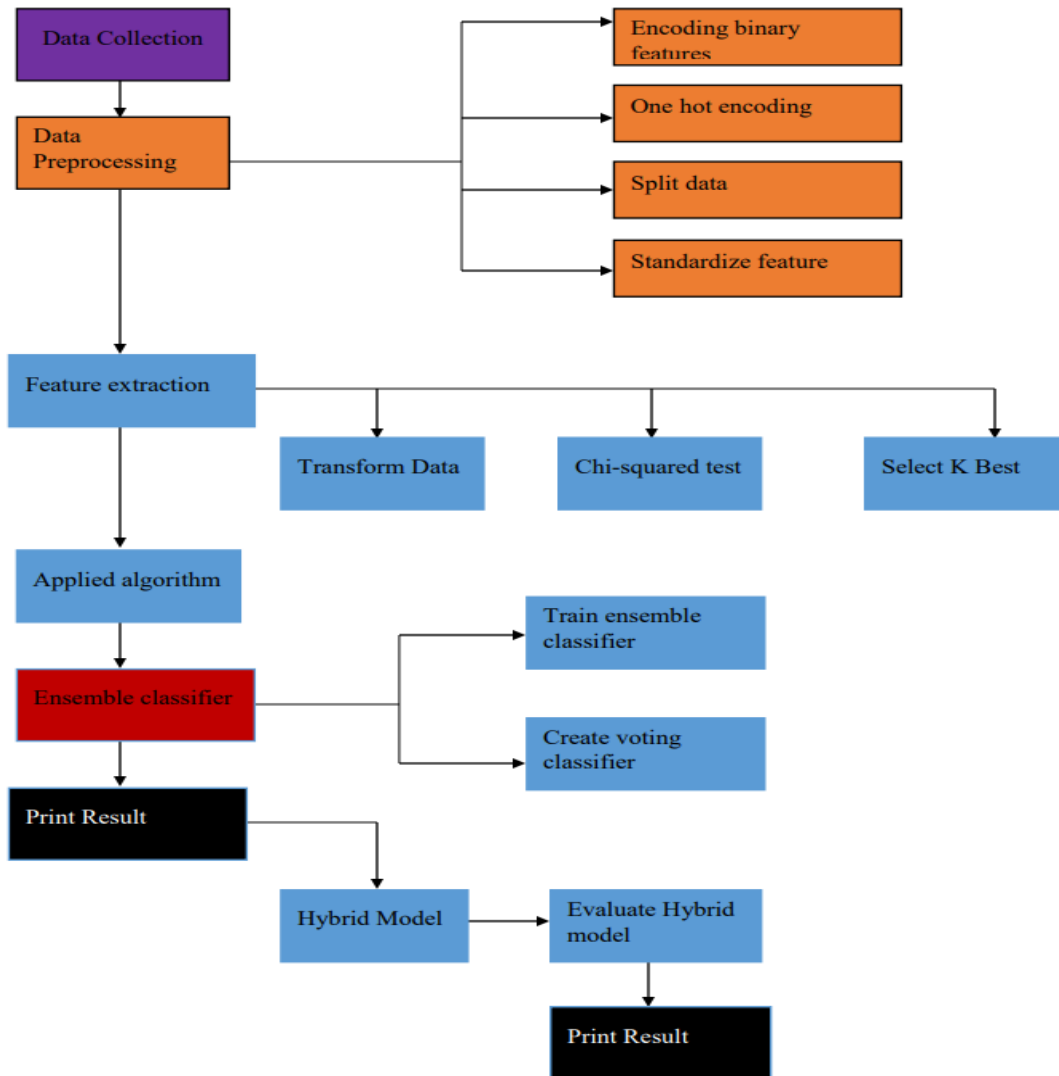 Data Collection
Encoding binary
features
One hot encoding
Data
Preprocessing
Split data
Standardize feature
Feature extraction
Transform Data
Chi-squared test
Select K Best
Applied algorithm
Train ensemble
classifier
Ensemble classifier
Create voting
classifier
Print Result
Hybrid Model
Evaluate Hybrid
model
Print Result